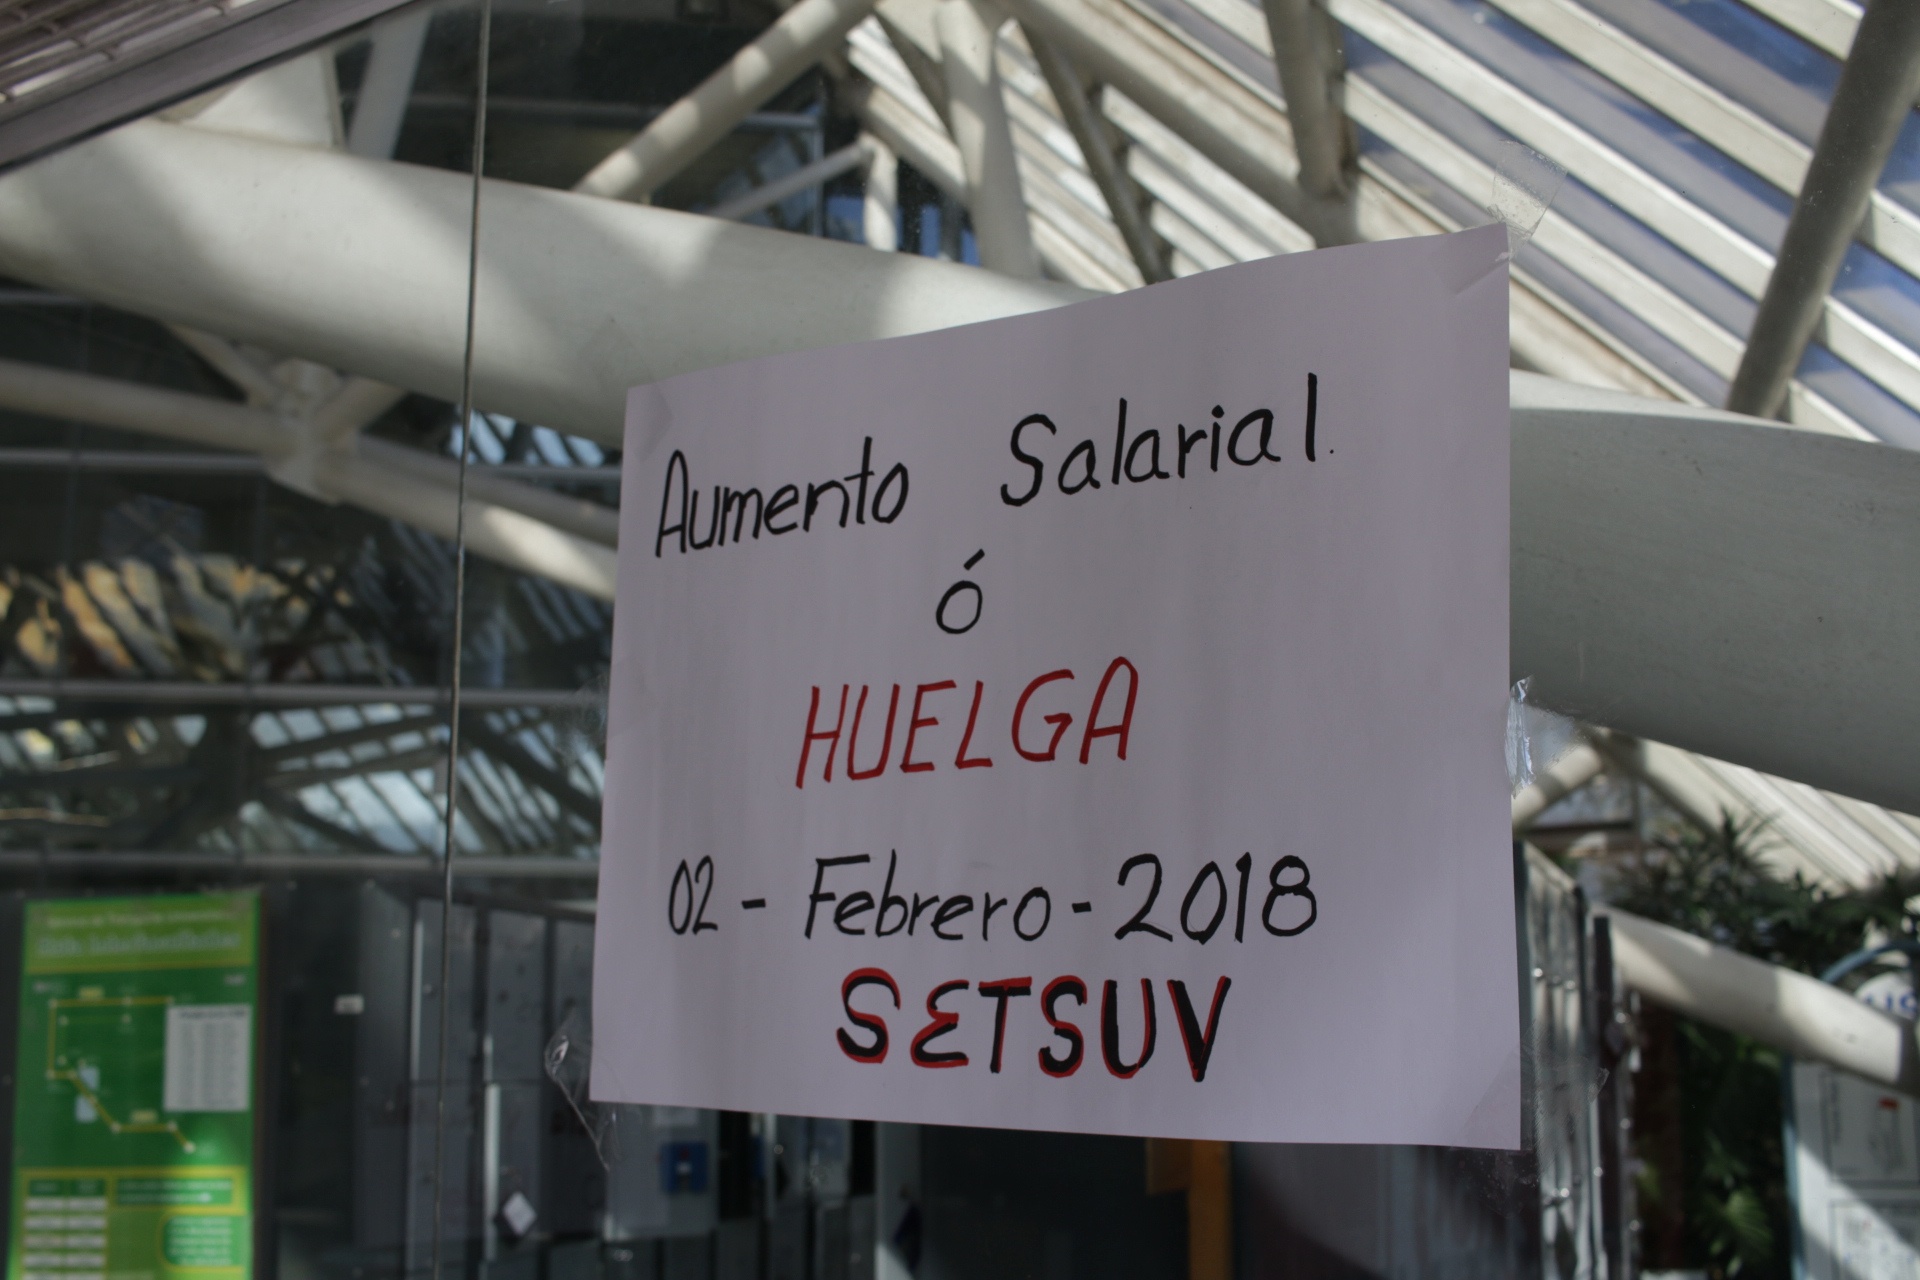 Aumento Salarial.
ó
HUELGA
02 - Febrero - 2018
SETSUV